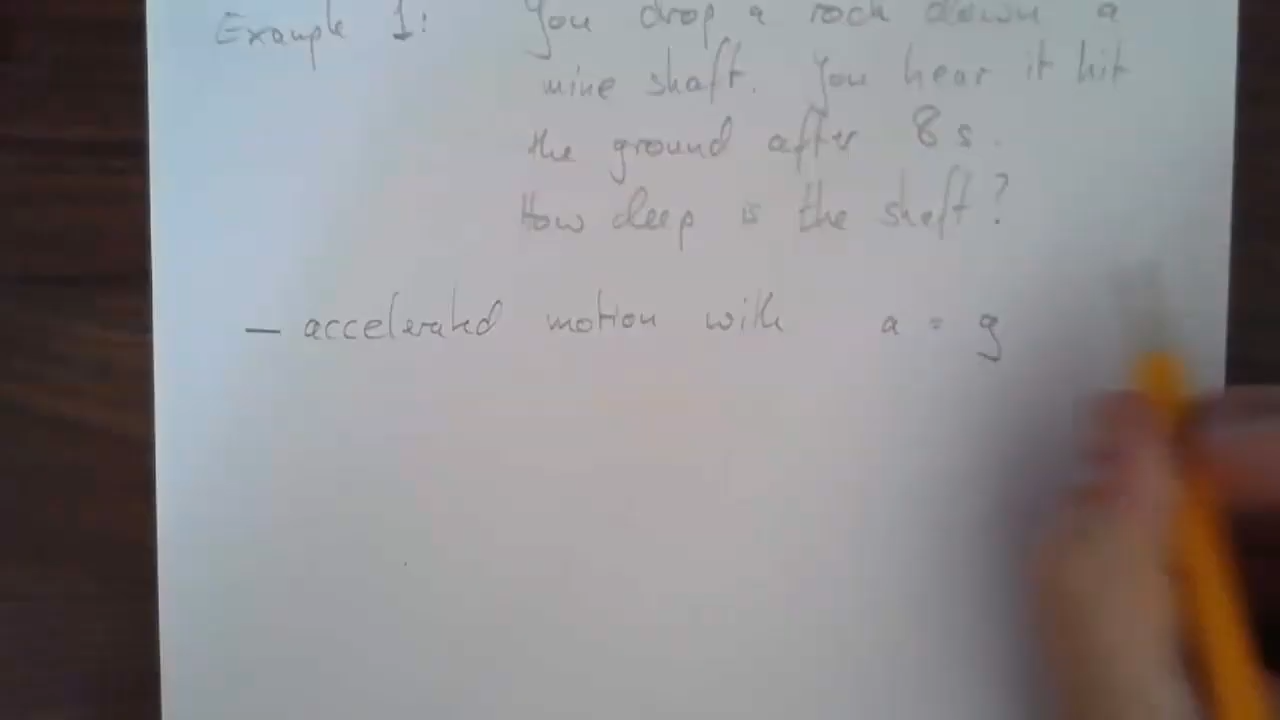 Example 1: You drop a rock down a
mine shaft. You hear it hit
the ground after 8 s.
How deep is the shaft?
— accelerated motion with a = g